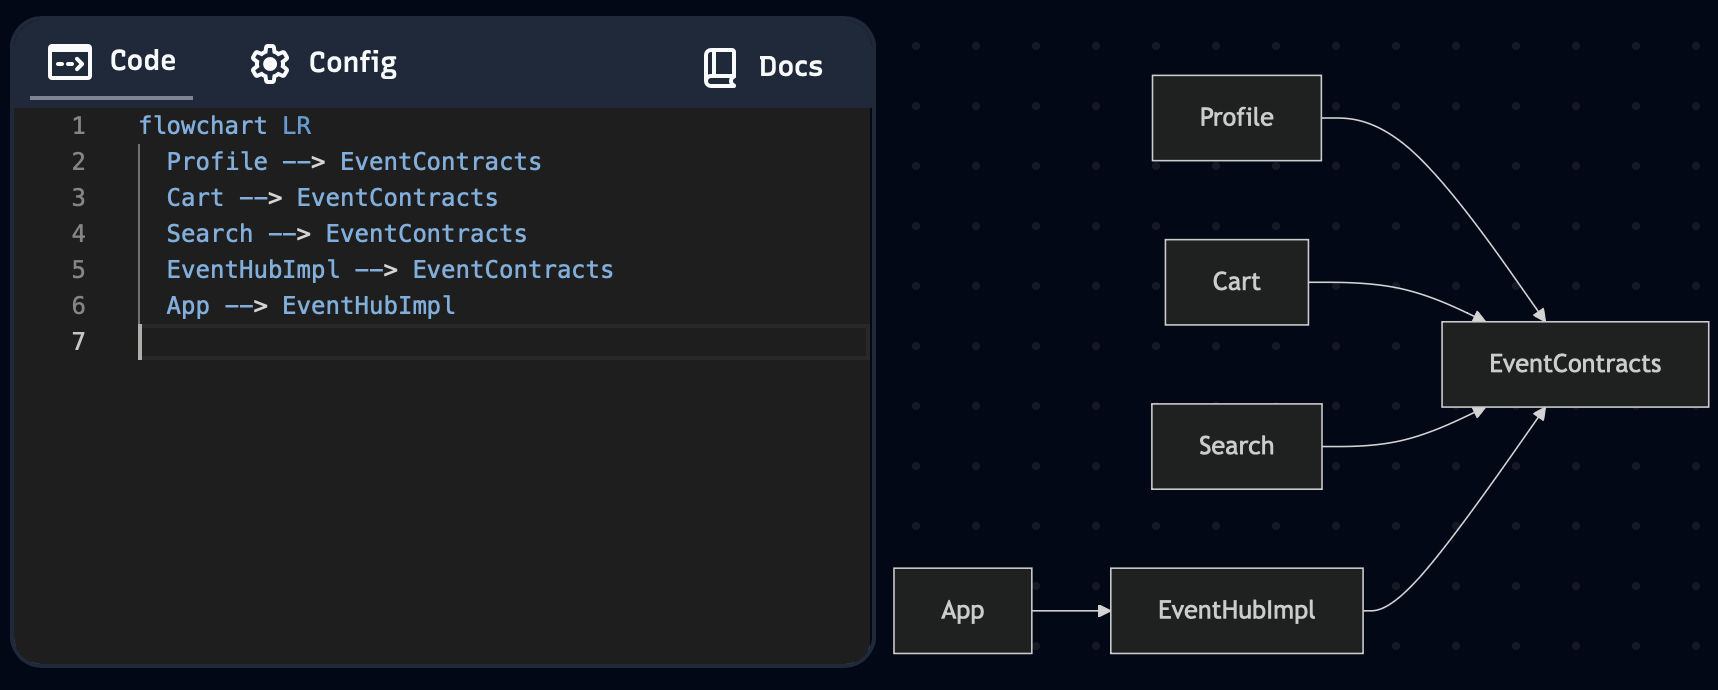 Code
Config
Docs
1 flowchart LR
2 Profile --> EventContracts
3 Cart --> EventContracts
4 Search --> EventContracts
5 EventHubImpl --> EventContracts
6 App --> EventHubImpl
7
Profile
Cart
EventContracts
Search
App
EventHubImpl